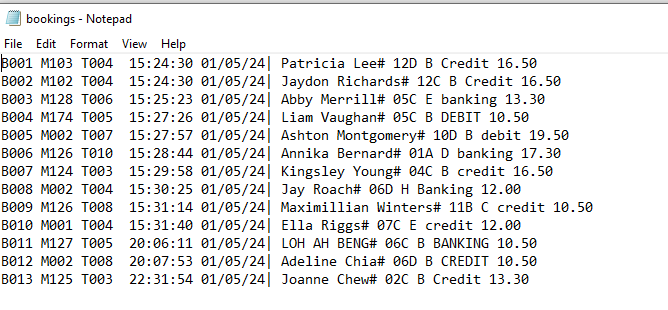 bookings - Notepad
File Edit Format View Help
B001 M103 T004  15:24:30 01/05/24| Patricia Lee# 12D B Credit 16.50
B002 M102 T004  15:24:30 01/05/24| Jaydon Richards# 12C B Credit 16.50
B003 M128 T006  15:25:23 01/05/24| Abby Merrill# 05C E banking 13.30
B004 M174 T005  15:27:26 01/05/24| Liam Vaughan# 05C B DEBIT 10.50
B005 M002 T007  15:27:57 01/05/24| Ashton Montgomery# 10D B debit 19.50
B006 M126 T010  15:28:44 01/05/24| Annika Bernard# 01A D banking 17.30
B007 M124 T003  15:29:58 01/05/24| Kingsley Young# 04C B credit 16.50
B008 M002 T004  15:30:25 01/05/24| Jay Roach# 06D H Banking 12.00
B009 M126 T008  15:31:14 01/05/24| Maximillian Winters# 11B C credit 10.50
B010 M001 T004  15:31:40 01/05/24| Ella Riggs# 07C E credit 12.00
B011 M127 T005  20:06:11 01/05/24| LOH AH BENG# 06C B BANKING 10.50
B012 M002 T008  20:07:53 01/05/24| Adeline Chia# 06D B CREDIT 10.50
B013 M125 T003  22:31:54 01/05/24| Joanne Chew# 02C B Credit 13.30